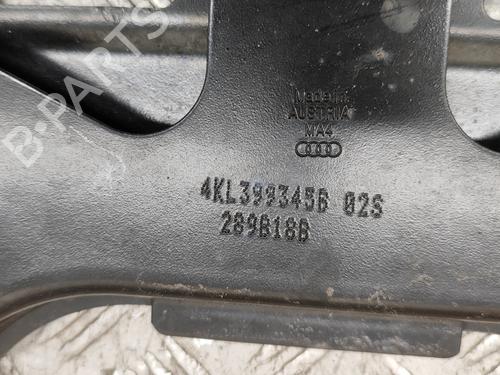 B-PARTS
Made in
AUSTRIA
MA4
4KL399345B 02S
289B18B